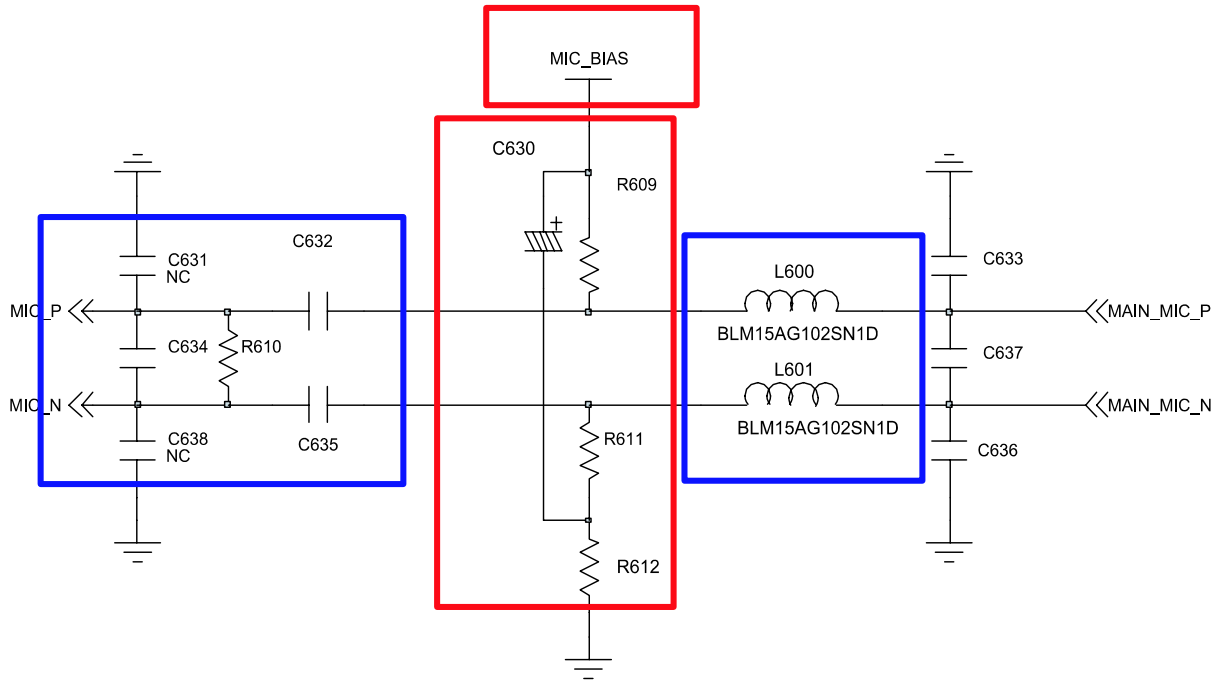 MIC_BIAS
C630
R609
C632
C631
NC
C633
L600
MIC_P
MAIN_MIC_P
BLM15AG102SN1D
C634
R610
C637
L601
MIC_N
MAIN_MIC_N
BLM15AG102SN1D
C638
NC
C635
R611
C636
R612